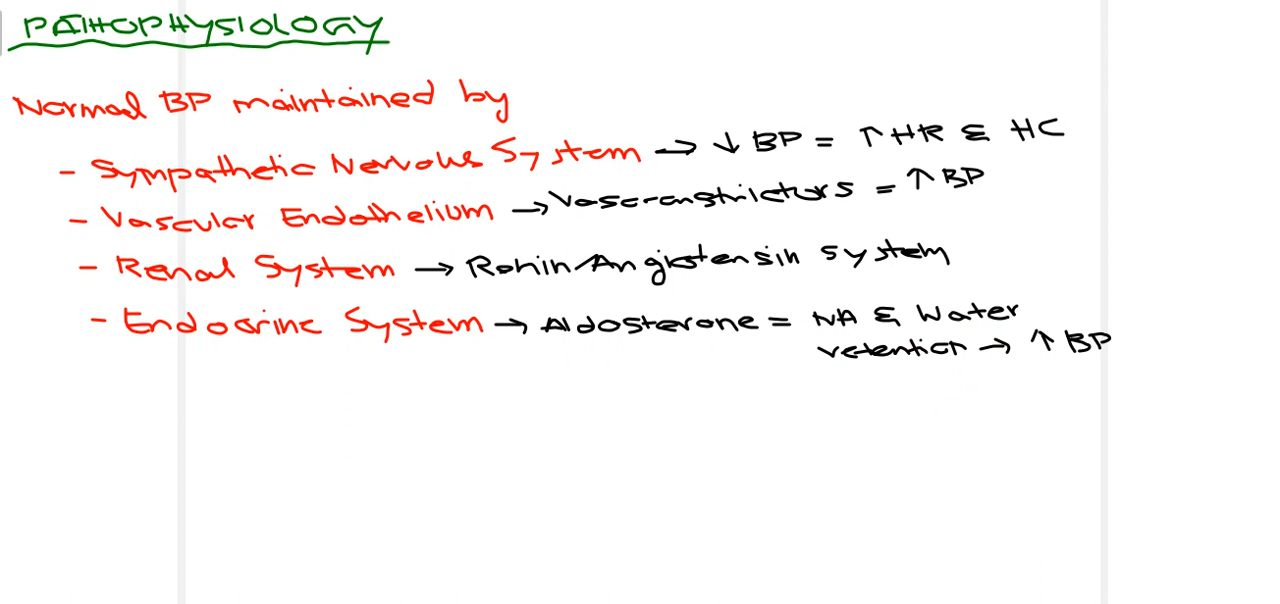 PATHOPHYSIOLOGY
Normal BP maintained by
- Sympathetic Nervous System → ↓ BP = ↑ HR & HC
- Vascular Endothelium → Vasoconstrictors = ↑ BP
- Renal System → Renin Angiotensin system
- Endocrine System → Aldosterone = NA & Water
retention → ↑ BP